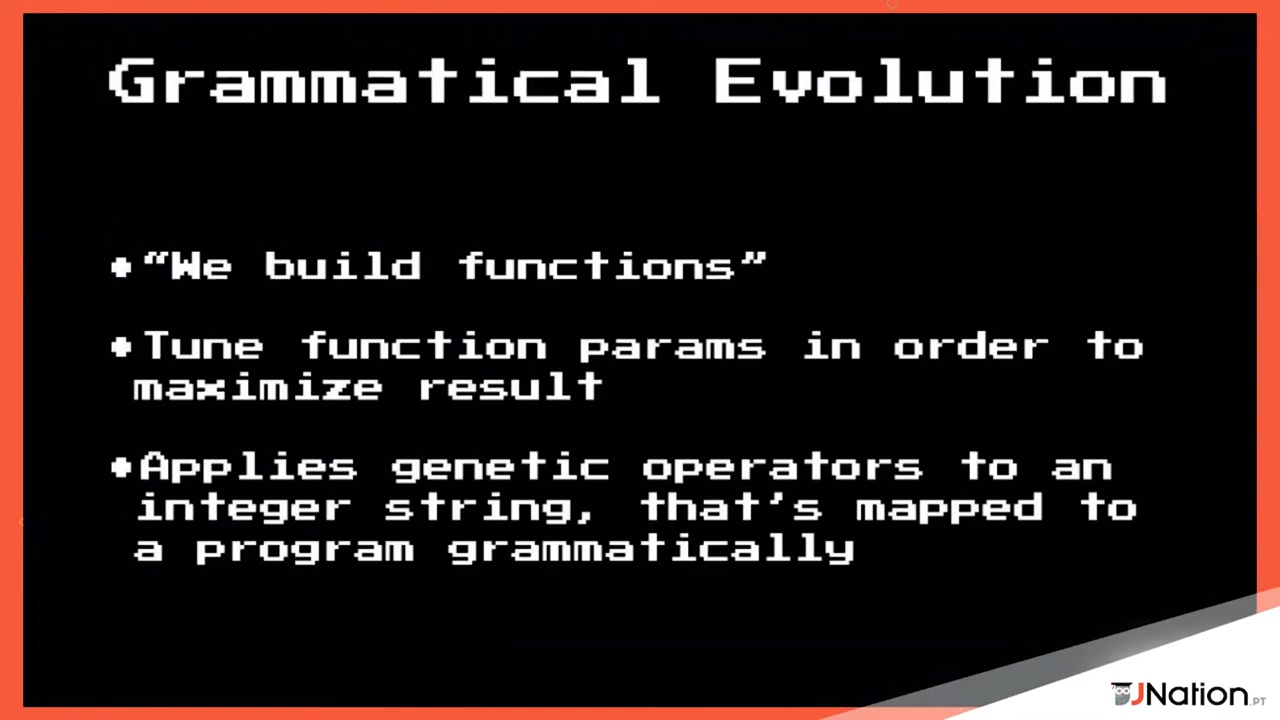 Grammatical Evolution
•“We build functions”
•Tune function params in order to
maximize result
•Applies genetic operators to an
integer string, that’s mapped to
a program grammatically
JNation.PT